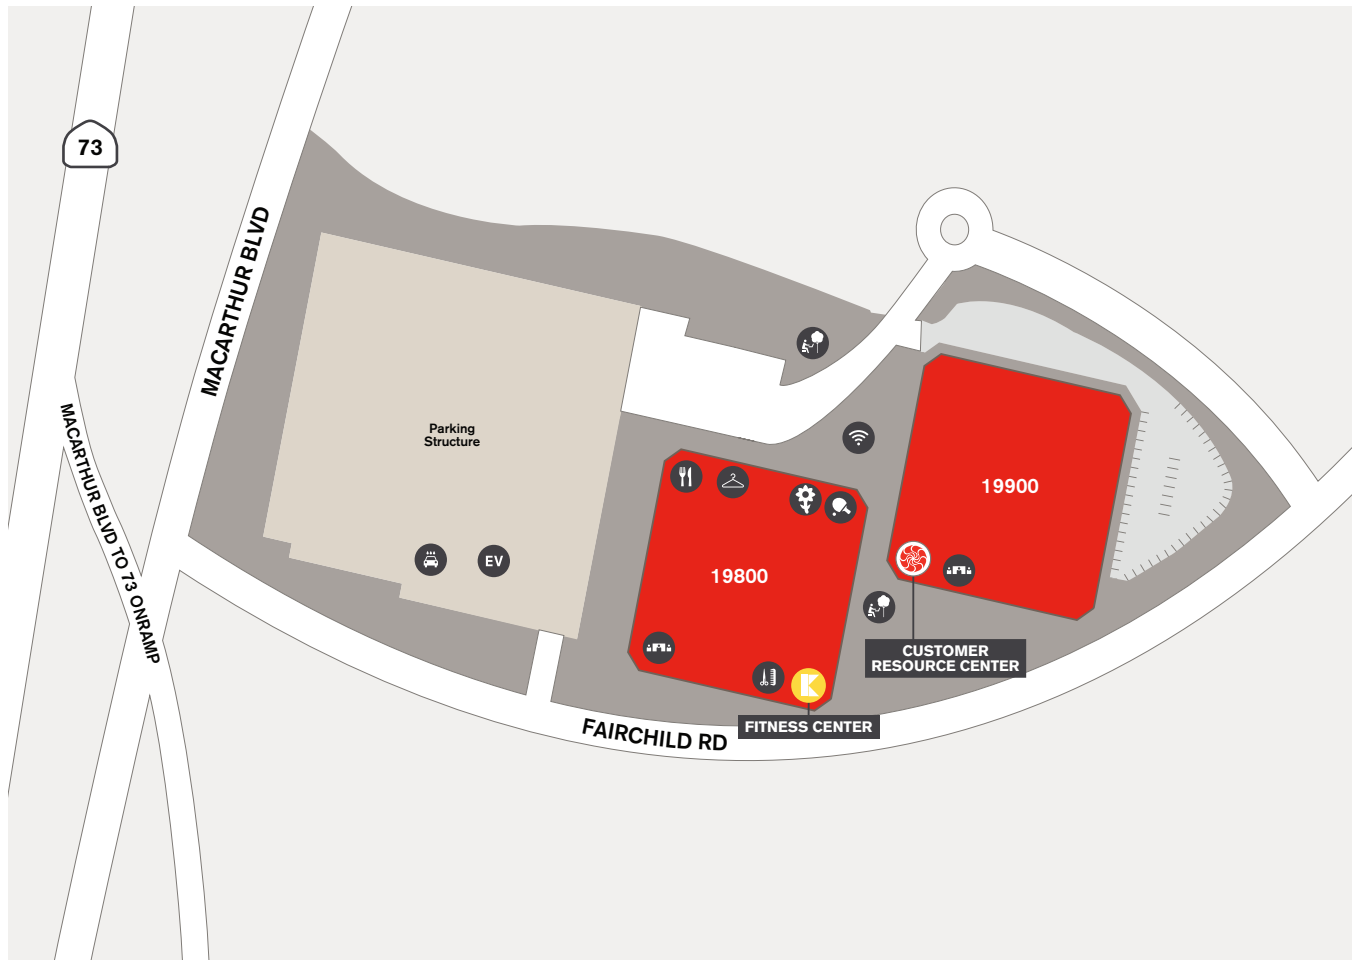 73
MACARTHUR BLVD
MACARTHUR BLVD TO 73 ONRAMP
Parking
Structure
EV
19900
19800
CUSTOMER
RESOURCE CENTER
K
FITNESS CENTER
FAIRCHILD RD